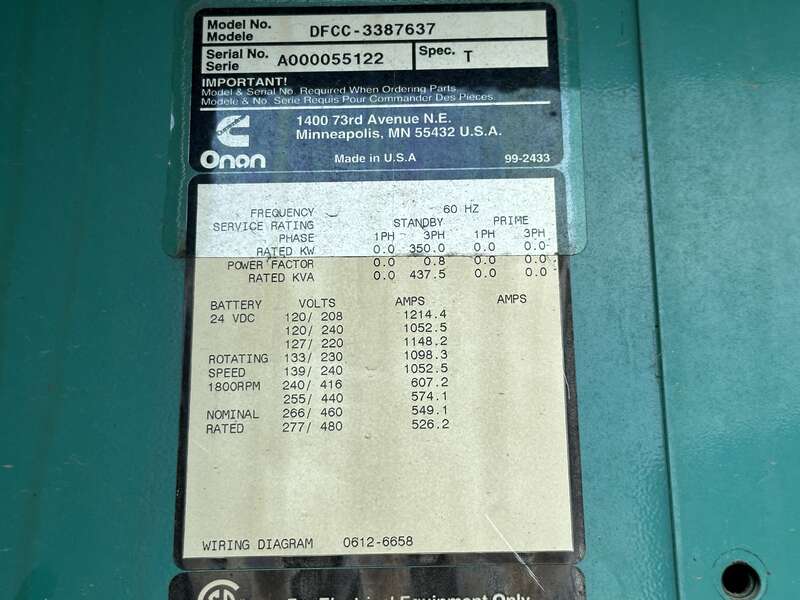 Model No. DFCC-3387637
Modele
Serial No. A000055122 Spec. T
Serie
IMPORTANT!
Model & Serial No. Required When Ordering Parts.
Modele & No. Serie Requis Pour Commander Des Pieces.
1400 73rd Avenue N.E.
Minneapolis, MN 55432 U.S.A.
Onan Made in U.S.A 99-2433
FREQUENCY 60 HZ
SERVICE RATING STANDBY PRIME
PHASE 1PH 3PH 1PH 3PH
RATED KW 0.0 350.0 0.0 0.0
POWER FACTOR 0.0 0.8 0.0 0.0
RATED KVA 0.0 437.5 0.0 0.0
BATTERY VOLTS AMPS AMPS
24 VDC 120/ 208 1214.4
120/ 240 1052.5
127/ 220 1148.2
ROTATING 133/ 230 1098.3
SPEED 139/ 240 1052.5
1800RPM 240/ 416 607.2
255/ 440 574.1
NOMINAL 266/ 460 549.1
RATED 277/ 480 526.2
WIRING DIAGRAM 0612-6658
For Electrical Equipment Only